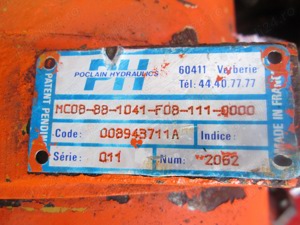 PH
POCLAIN HYDRAULICS
60411 Verberie
Tél: 44.40.77.77
PATENT PENDING
MADE IN FRANCE
MC08-88-1041-F08-111-0000
Code: 008943711A Indice:
Série: Q11 Num: 2062